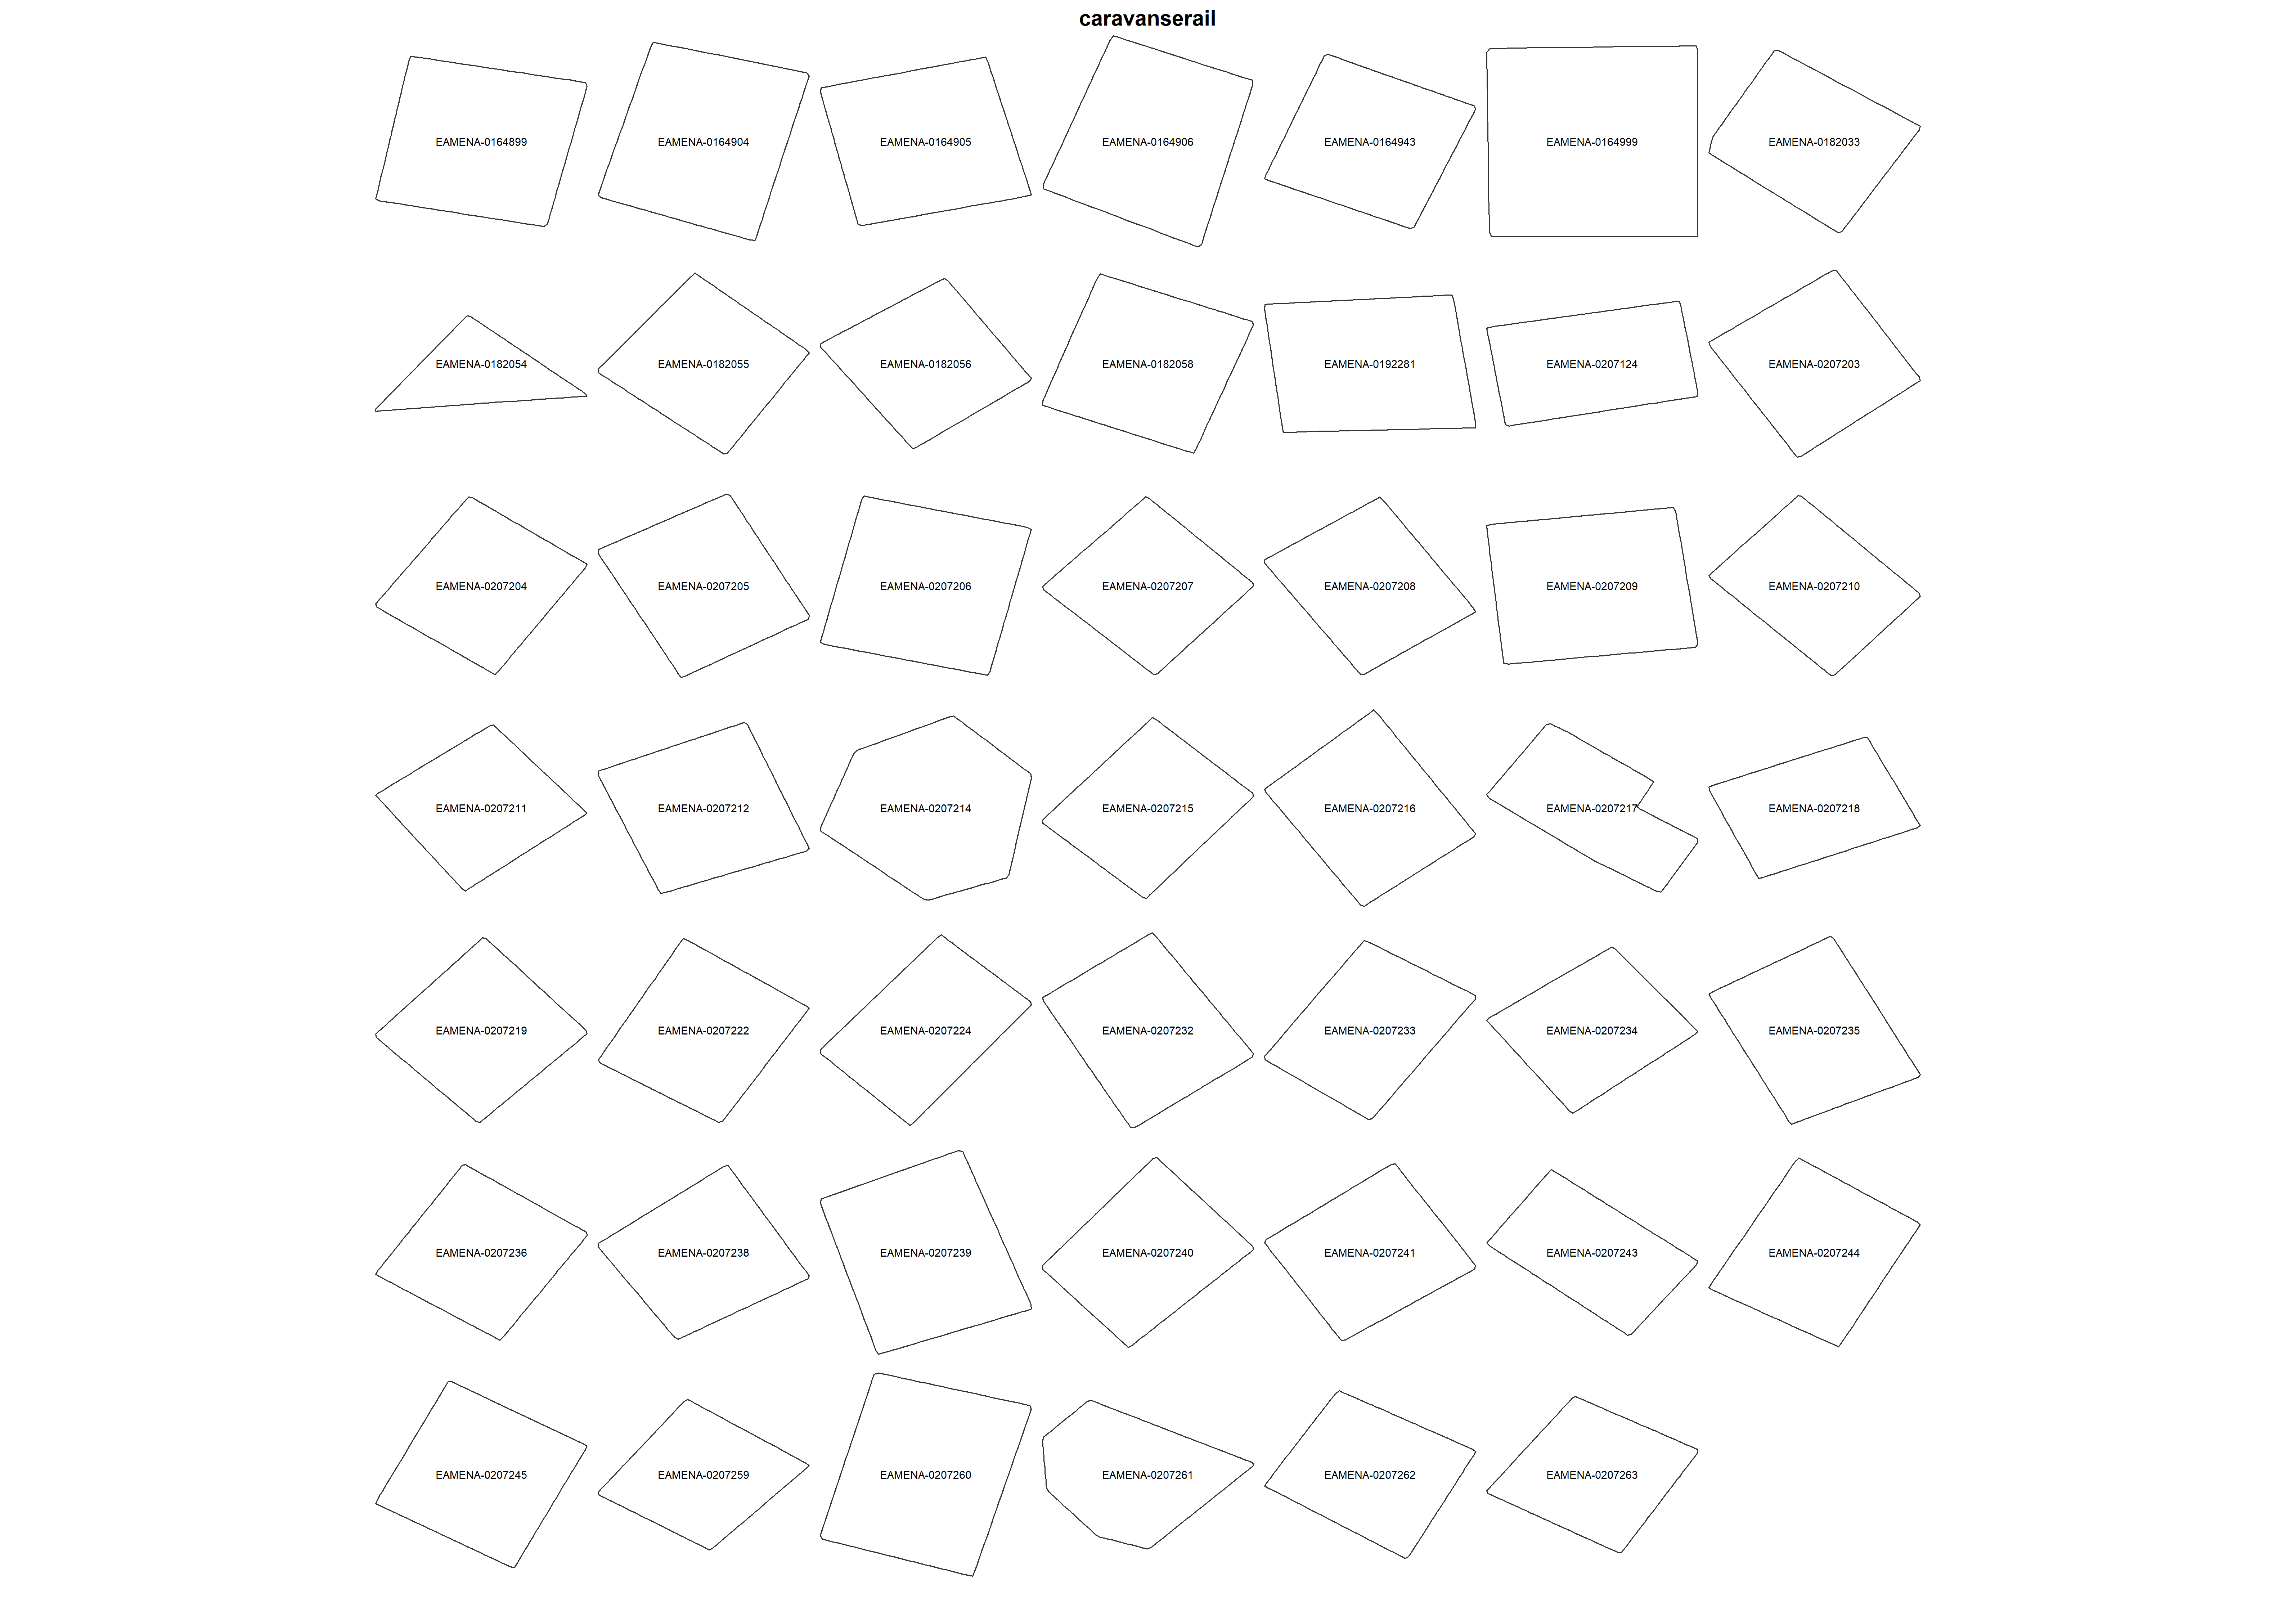 caravanserail
EAMENA-0164899 EAMENA-0164904 EAMENA-0164905 EAMENA-0164906 EAMENA-0164943 EAMENA-0164999 EAMENA-0182033
EAMENA-0182054 EAMENA-0182055 EAMENA-0182056 EAMENA-0182058 EAMENA-0192281 EAMENA-0207124 EAMENA-0207203
EAMENA-0207204 EAMENA-0207205 EAMENA-0207206 EAMENA-0207207 EAMENA-0207208 EAMENA-0207209 EAMENA-0207210
EAMENA-0207211 EAMENA-0207212 EAMENA-0207214 EAMENA-0207215 EAMENA-0207216 EAMENA-0207217 EAMENA-0207218
EAMENA-0207219 EAMENA-0207222 EAMENA-0207224 EAMENA-0207232 EAMENA-0207233 EAMENA-0207234 EAMENA-0207235
EAMENA-0207236 EAMENA-0207238 EAMENA-0207239 EAMENA-0207240 EAMENA-0207241 EAMENA-0207243 EAMENA-0207244
EAMENA-0207245 EAMENA-0207259 EAMENA-0207260 EAMENA-0207261 EAMENA-0207262 EAMENA-0207263